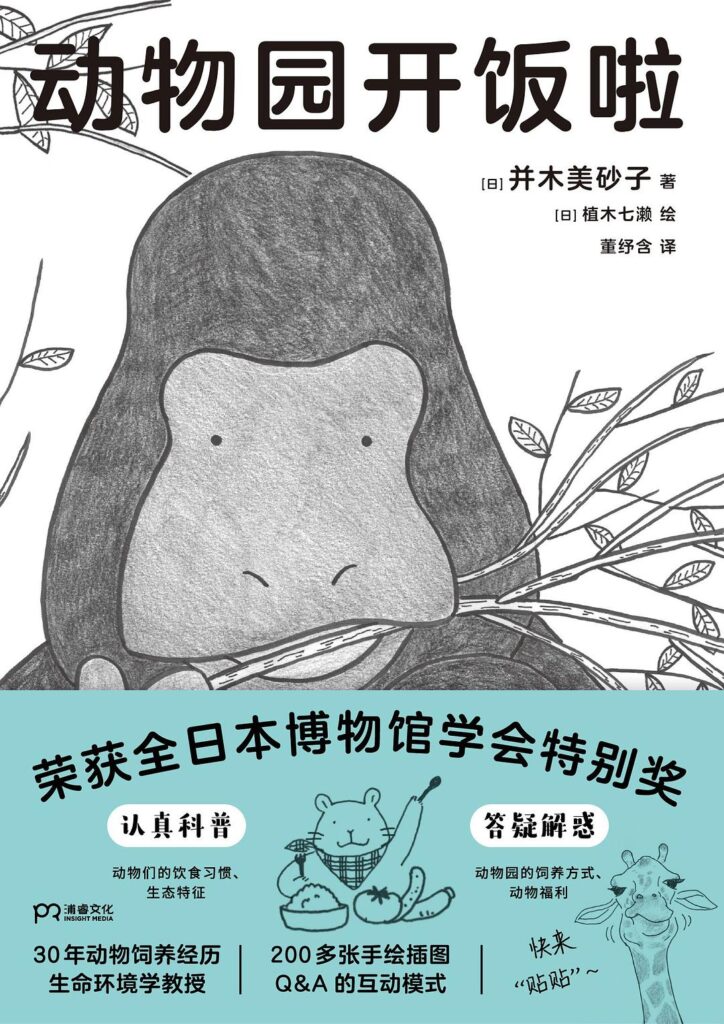 动物园开饭啦
[日] 并木美砂子 著
[日] 植木七濑 绘
董纾含 译
荣获全日本博物馆学会特别奖
认真科普
动物们的饮食习惯、
生态特征
答疑解惑
动物园的饲养方式、
动物福利
浦睿文化
INSIGHT MEDIA
30年动物饲养经历
生命环境学教授
200多张手绘插图
Q&A 的互动模式
快来
“贴贴”~